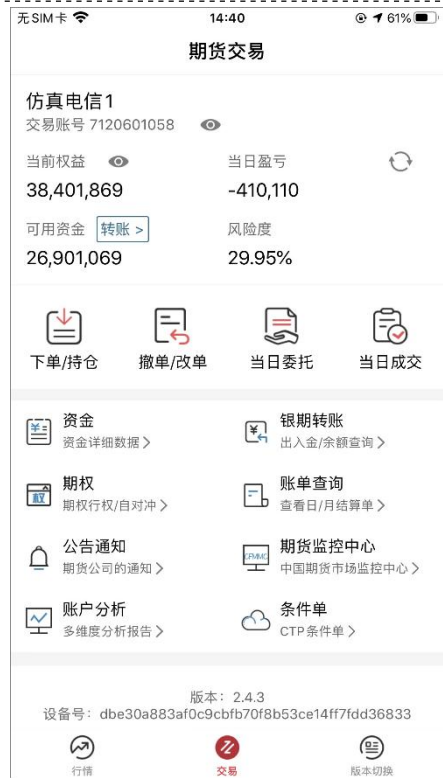 无SIM卡 14:40 61%
期货交易
仿真电信1
交易账号 7120601058
当前权益 当日盈亏
38,401,869 -410,110
可用资金 转账 > 风险度
26,901,069 29.95%
下单/持仓 撤单/改单 当日委托 当日成交
资金 银期转账
资金详细数据> 出入金/余额查询>
期权 账单查询
期权行权/自对冲> 查看日/月结算单>
公告通知 期货监控中心
期货公司的通知> 中国期货市场监控中心>
账户分析 条件单
多维度分析报告> CTP条件单>
权
CFMMC
版本：2.4.3
设备号：dbe30a883af0c9cbfb70f8b53ce14ff7fdd36833
行情 交易 版本切换